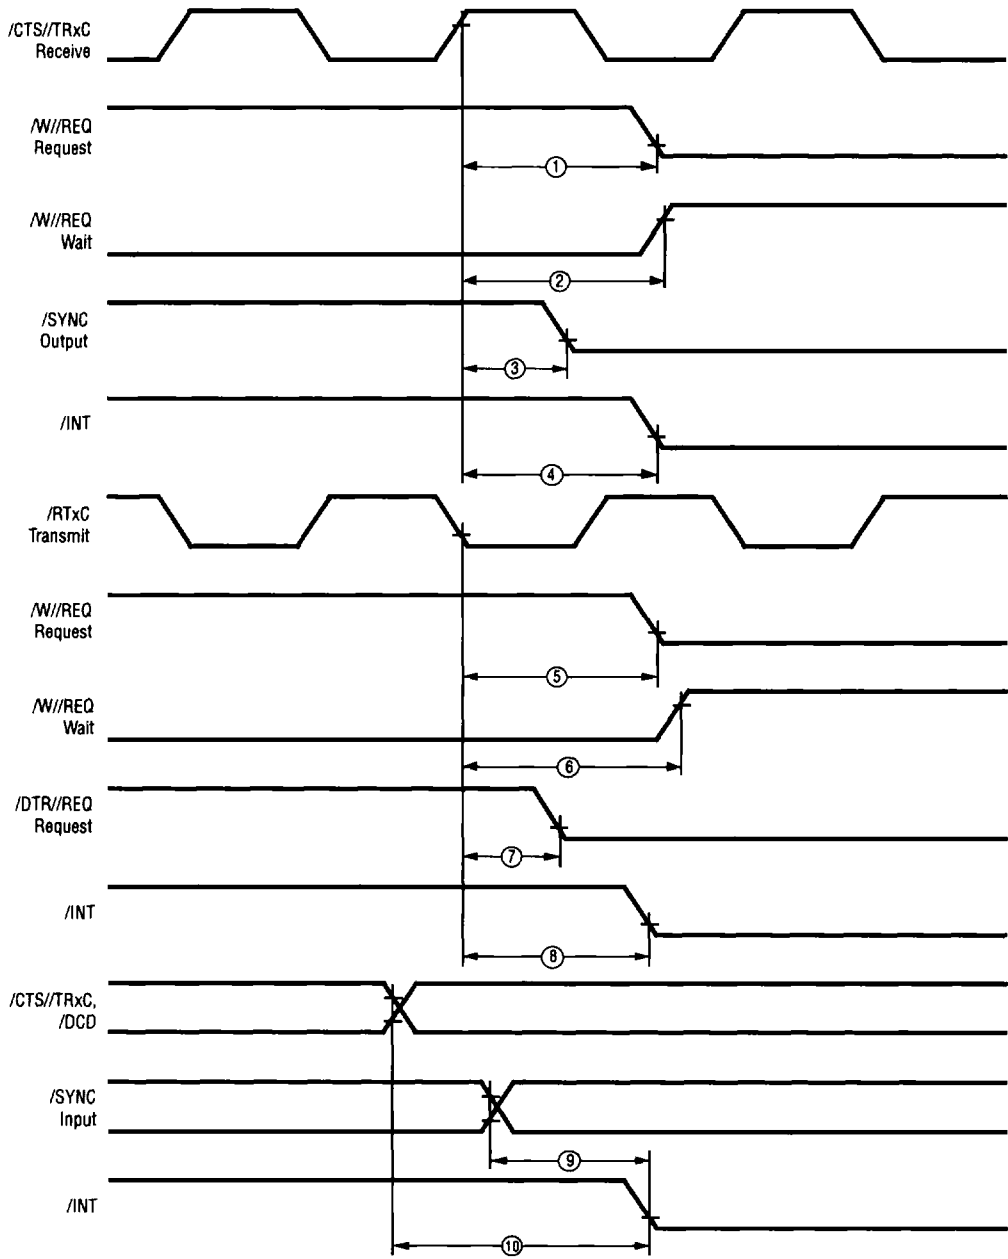 /CTS//TRxC
Receive
/W//REQ
Request
1
/W//REQ
Wait
2
/SYNC
Output
3
/INT
4
/RTxC
Transmit
/W//REQ
Request
5
/W//REQ
Wait
6
/DTR//REQ
Request
7
/INT
8
/CTS//TRxC,
/DCD
/SYNC
Input
9
/INT
10